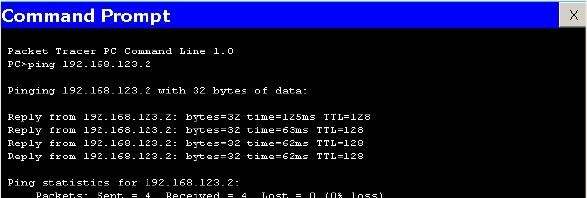 Command Prompt
X
Packet Tracer PC Command Line 1.0
PC>ping 192.168.123.2
Pinging 192.168.123.2 with 32 bytes of data:
Reply from 192.168.123.2: bytes=32 time=125ms TTL=128
Reply from 192.168.123.2: bytes=32 time=63ms TTL=128
Reply from 192.168.123.2: bytes=32 time=62ms TTL=128
Reply from 192.168.123.2: bytes=32 time=62ms TTL=128
Ping statistics for 192.168.123.2:
Packets: Sent = 4, Received = 4, Lost = 0 (0% loss)